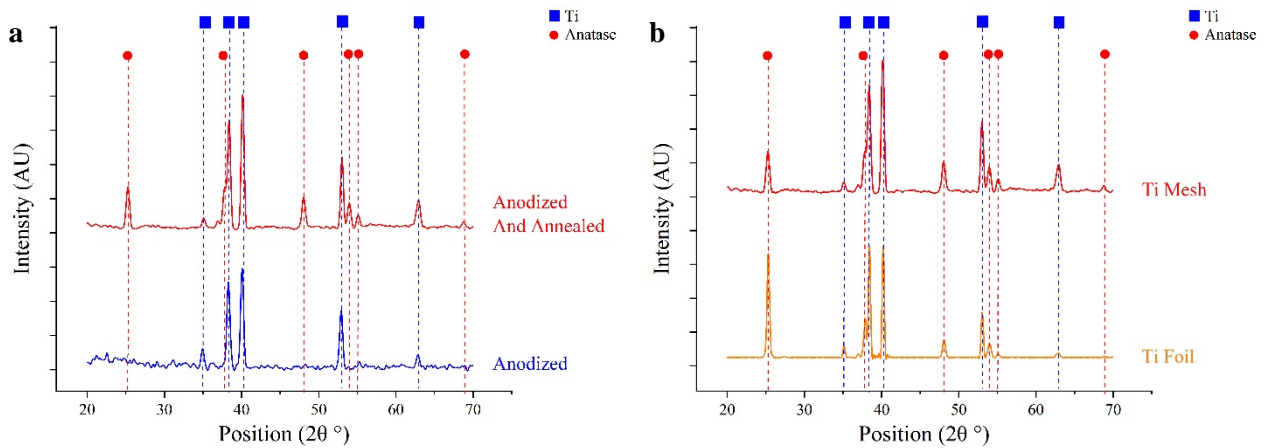 a
Ti
Anatase
Intensity (AU)
Anodized
And Annealed
Anodized
20 30 40 50 60 70
Position (2θ °)
b
Ti
Anatase
Intensity (AU)
Ti Mesh
Ti Foil
20 30 40 50 60 70
Position (2θ °)